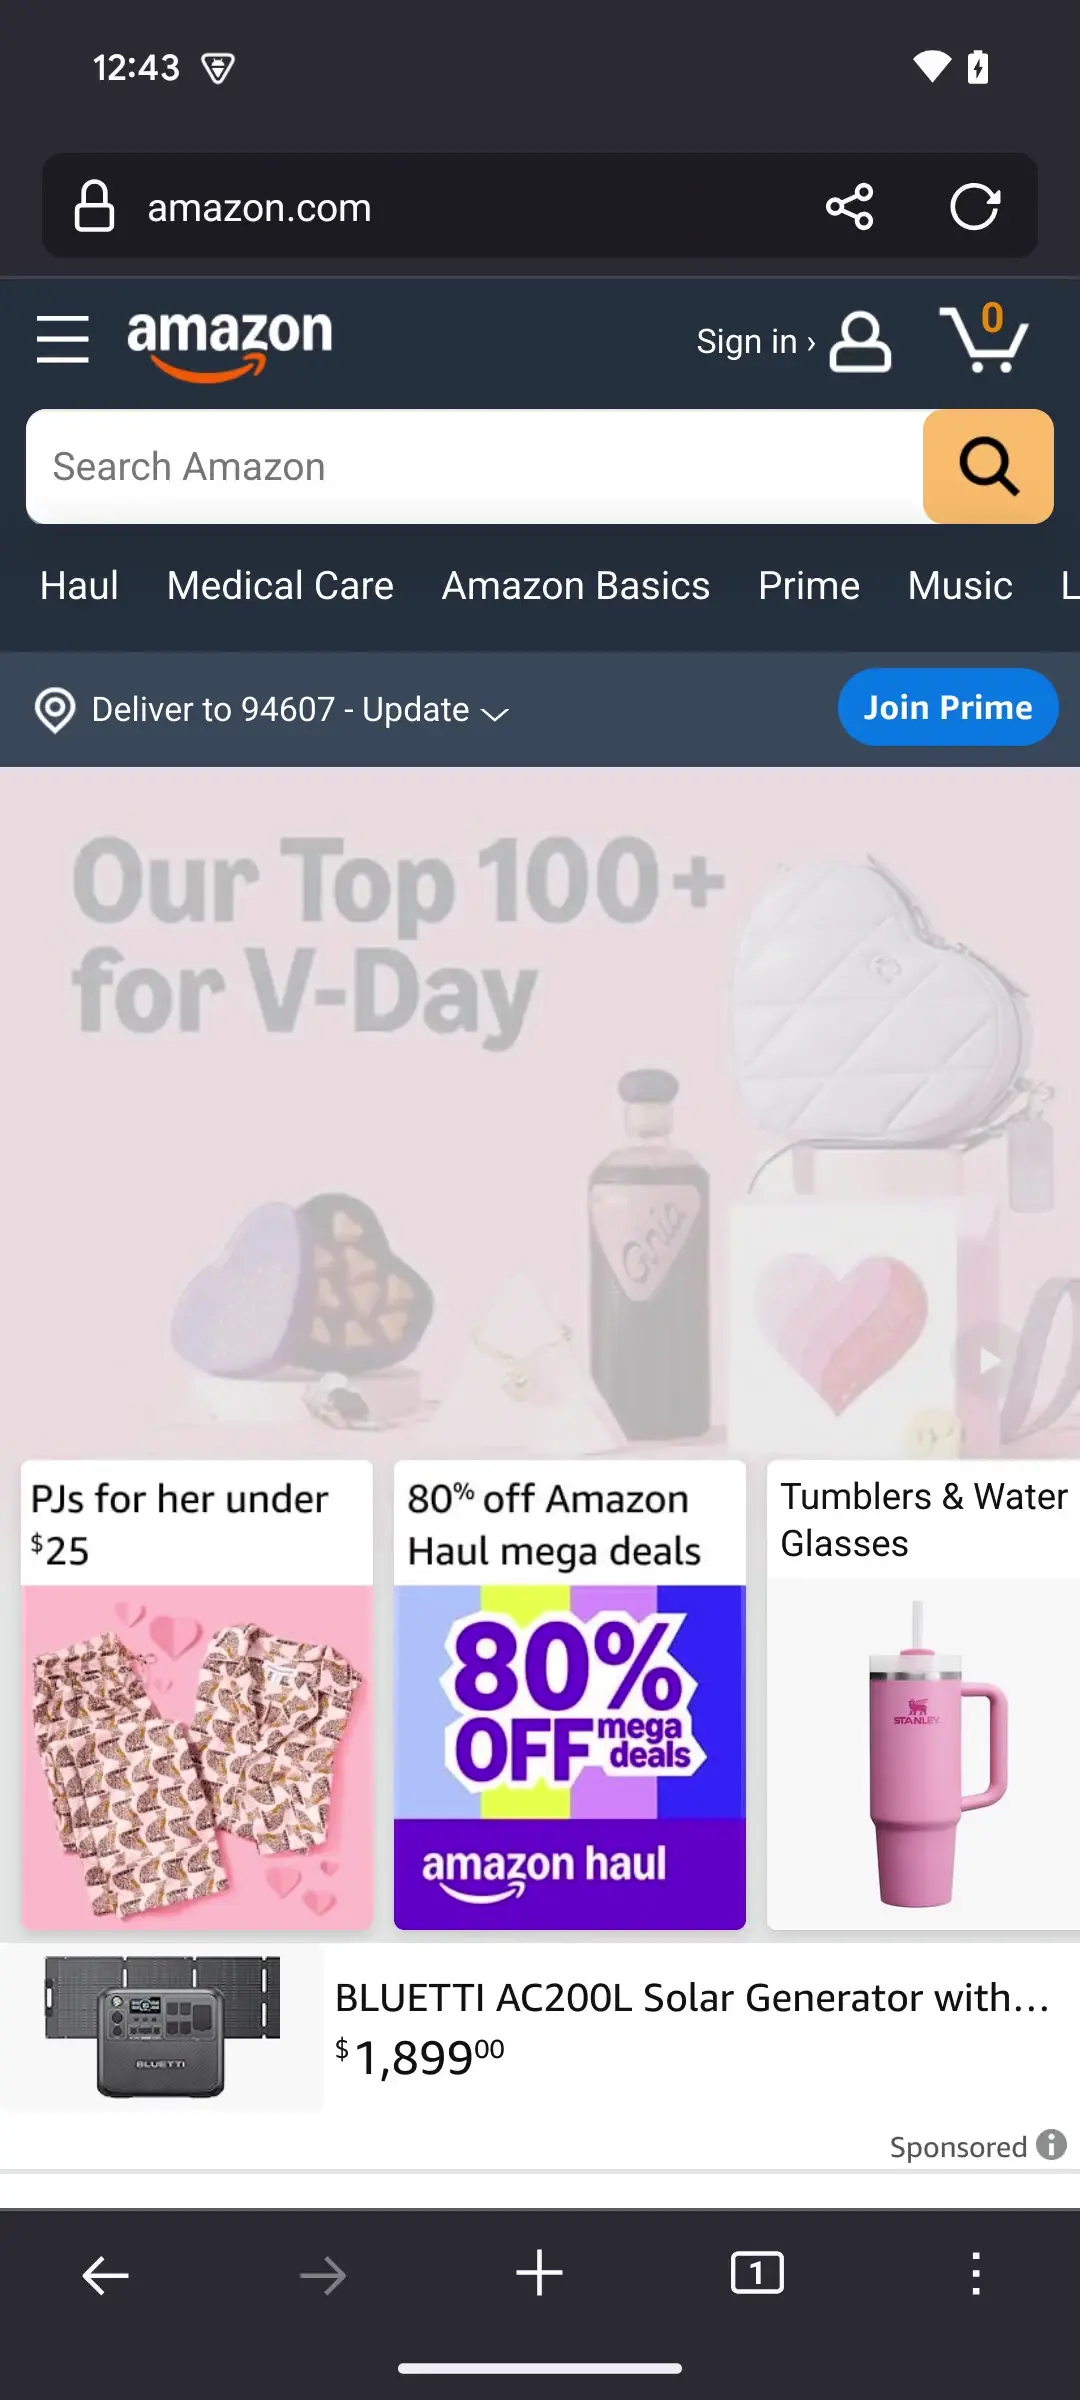 12:43
amazon.com
amazon
Sign in ›
0
Search Amazon
Haul Medical Care Amazon Basics Prime Music L
Deliver to 94607 - Update
Join Prime
Our Top 100+
for V-Day
Gria
PJs for her under
$25
80% off Amazon
Haul mega deals
80%
OFF mega
deals
amazon haul
Tumblers & Water
Glasses
STANLEY
BLUETTI
BLUETTI AC200L Solar Generator with...
$1,89900
Sponsored
1